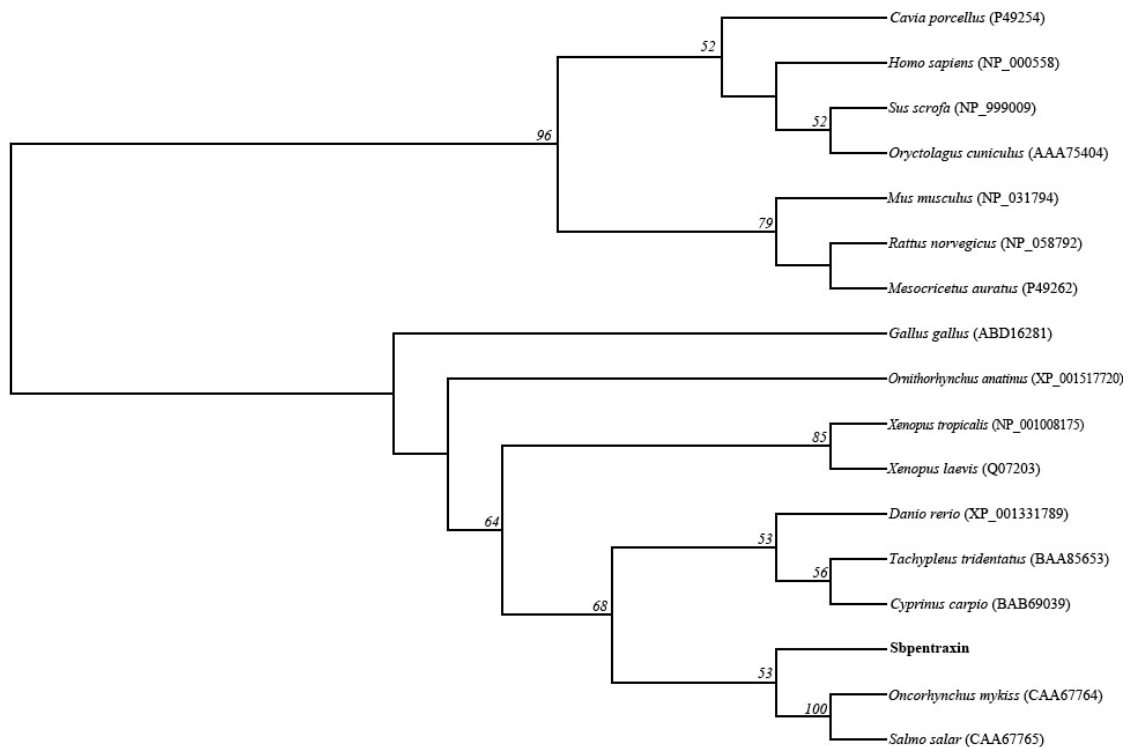 Cavia porcellus (P49254)
52
Homo sapiens (NP_000558)
Sus scrofa (NP_999009)
52
96
Oryctolagus cuniculus (AAA75404)
Mus musculus (NP_031794)
79
Rattus norvegicus (NP_058792)
Mesocricetus auratus (P49262)
Gallus gallus (ABD16281)
Ornithorhynchus anatinus (XP_001517720)
Xenopus tropicalis (NP_001008175)
85
Xenopus laevis (Q07203)
Danio rerio (XP_001331789)
64
53
Tachypleus tridentatus (BAA85653)
56
Cyprinus carpio (BAB69039)
68
Sbpentraxin
53
Oncorhynchus mykiss (CAA67764)
100
Salmo salar (CAA67765)